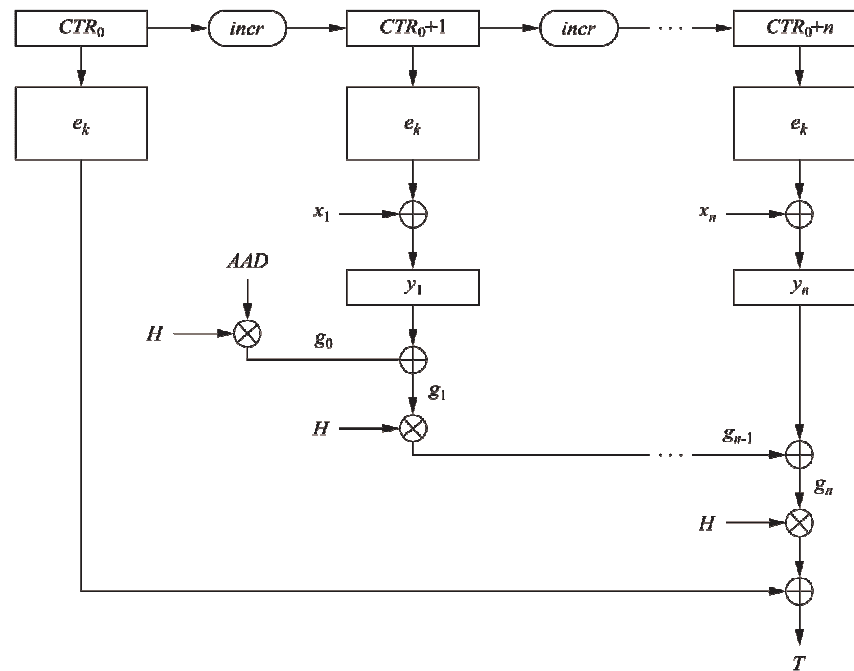 CTR₀ incr CTR₀+1 incr ··· CTR₀+n
eₖ eₖ eₖ
x₁ xₙ
AAD y₁ yₙ
H g₀
g₁
H ··· gₙ₋₁
gₙ
H
T